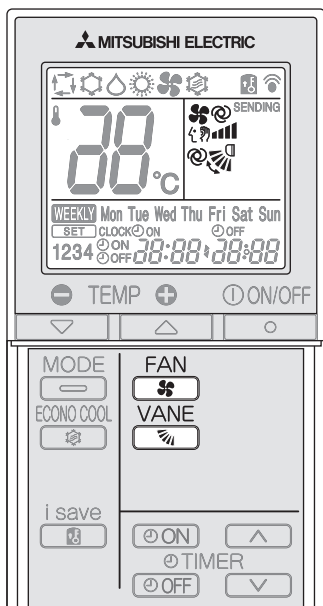 MITSUBISHI ELECTRIC
SENDING
88°C
WEEKLY Mon Tue Wed Thu Fri Sat Sun
SET CLOCK ON OFF
1234 ON 88:88 88:88
OFF
TEMP ON/OFF
MODE FAN
ECONO COOL VANE
i save
ON
TIMER
OFF